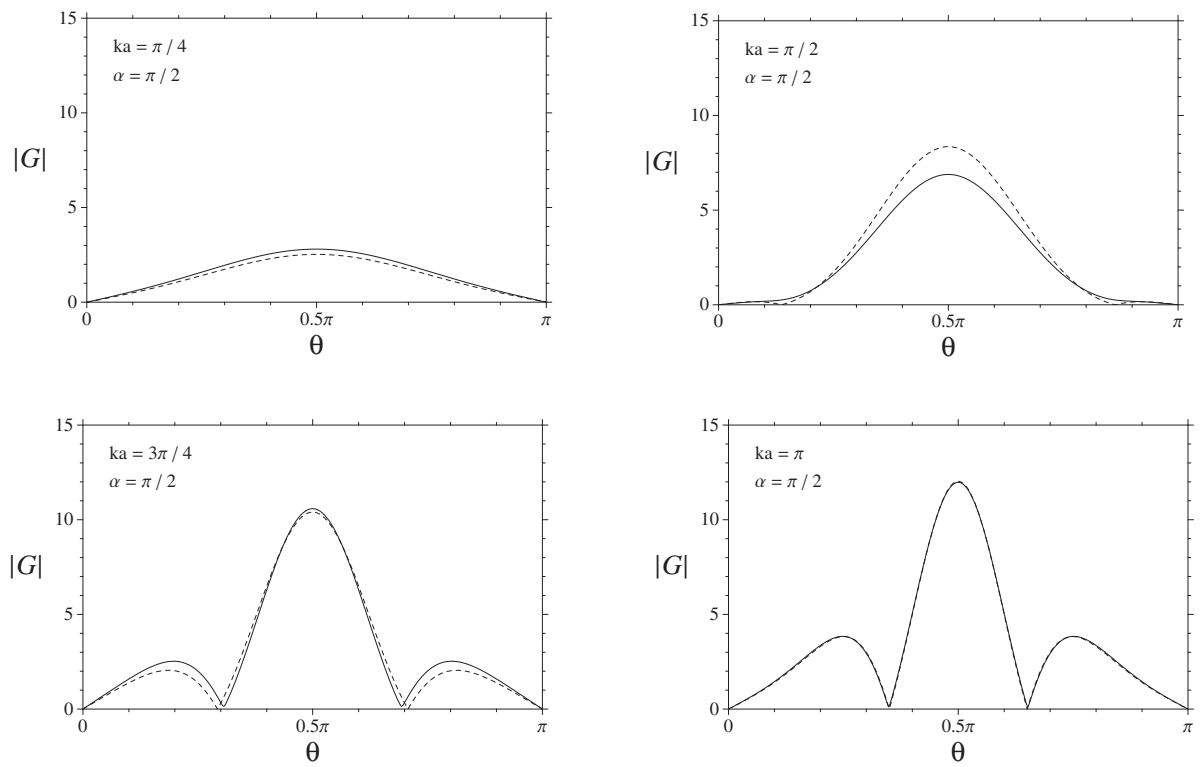 15
ka = π / 4
α = π / 2
10
|G|
5
0
0 0.5π π
θ
15
ka = π / 2
α = π / 2
10
|G|
5
0
0 0.5π π
θ
15
ka = 3π / 4
α = π / 2
10
|G|
5
0
0 0.5π π
θ
15
ka = π
α = π / 2
10
|G|
5
0
0 0.5π π
θ